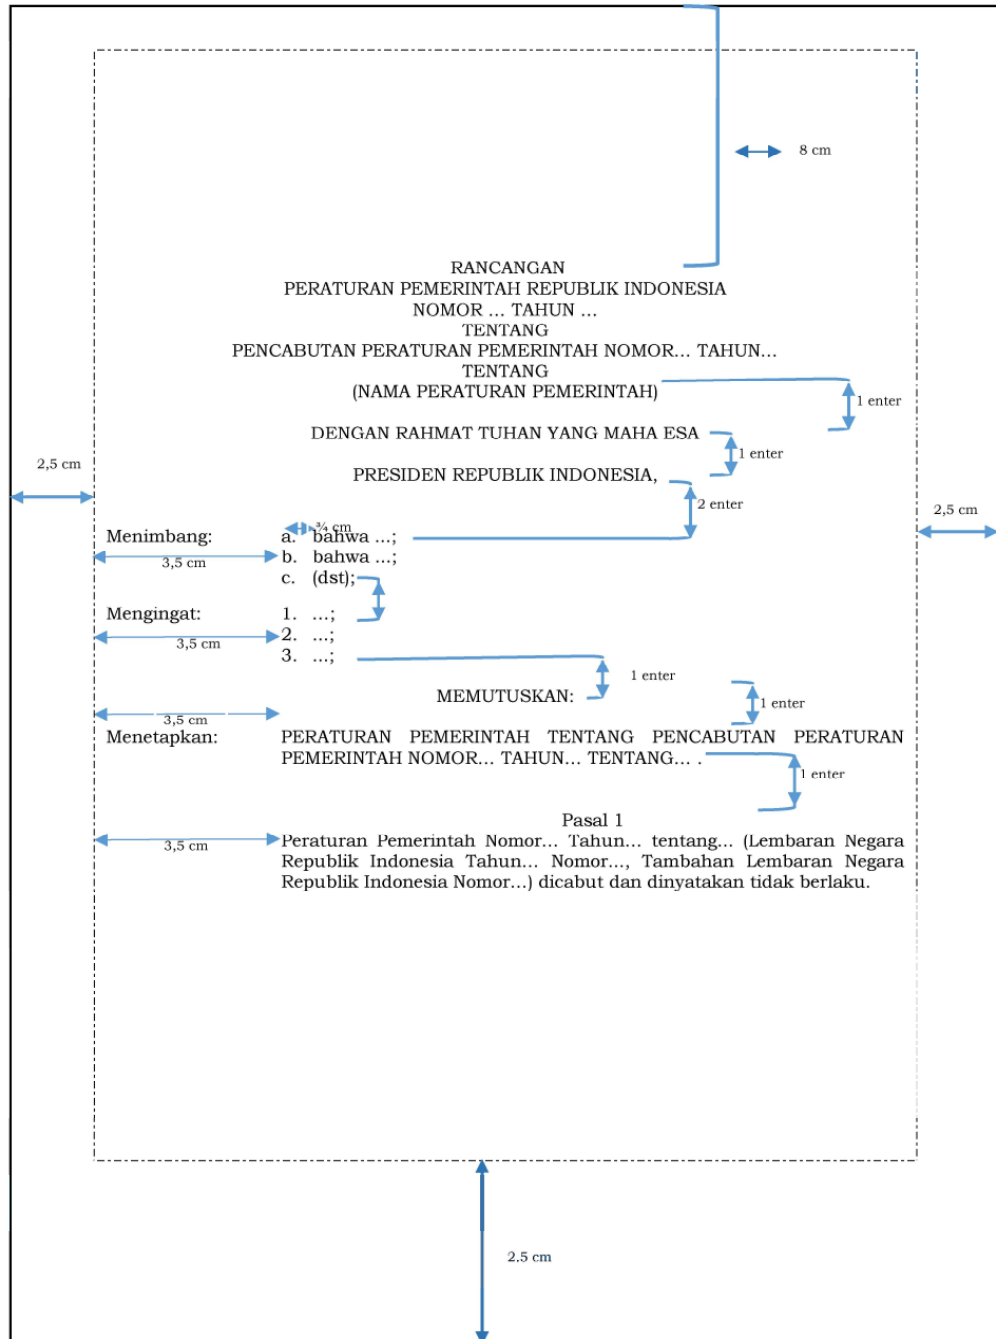 8 cm
RANCANGAN
PERATURAN PEMERINTAH REPUBLIK INDONESIA
NOMOR ... TAHUN ...
TENTANG
PENCABUTAN PERATURAN PEMERINTAH NOMOR... TAHUN...
TENTANG
(NAMA PERATURAN PEMERINTAH)
1 enter
DENGAN RAHMAT TUHAN YANG MAHA ESA
1 enter
2,5 cm
PRESIDEN REPUBLIK INDONESIA,
2 enter
2,5 cm
¾ cm
Menimbang: a. bahwa ...;
3,5 cm b. bahwa ...;
c. (dst);
Mengingat: 1. ...;
3,5 cm 2. ...;
3. ...;
1 enter
MEMUTUSKAN:
1 enter
3,5 cm
Menetapkan: PERATURAN PEMERINTAH TENTANG PENCABUTAN PERATURAN
PEMERINTAH NOMOR... TAHUN... TENTANG... .
1 enter
Pasal 1
3,5 cm Peraturan Pemerintah Nomor... Tahun... tentang... (Lembaran Negara
Republik Indonesia Tahun... Nomor..., Tambahan Lembaran Negara
Republik Indonesia Nomor...) dicabut dan dinyatakan tidak berlaku.
2.5 cm